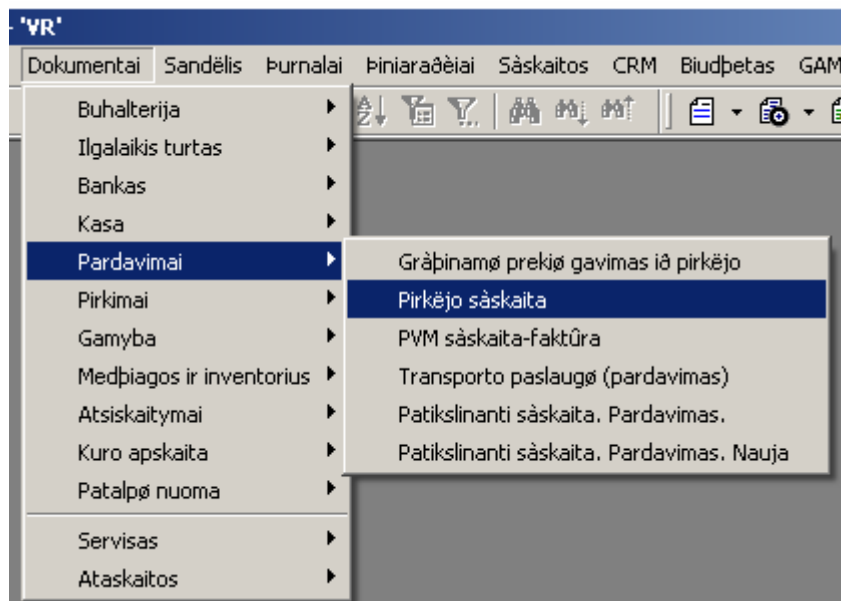 - 'VR'
Dokumentai Sandëlis Þurnalai Þiniaraðèiai Sàskaitos CRM Biudþetas GAM
Buhalterija
Ilgalaikis turtas
Bankas
Kasa
Pardavimai
Pirkimai
Gamyba
Medþiagos ir inventorius
Atsiskaitymai
Kuro apskaita
Patalpø nuoma
Servisas
Ataskaitos
Gràþinamø prekiø gavimas ið pirkëjo
Pirkëjo sàskaita
PVM sàskaita-faktûra
Transporto paslaugø (pardavimas)
Patikslinanti sàskaita. Pardavimas.
Patikslinanti sàskaita. Pardavimas. Nauja